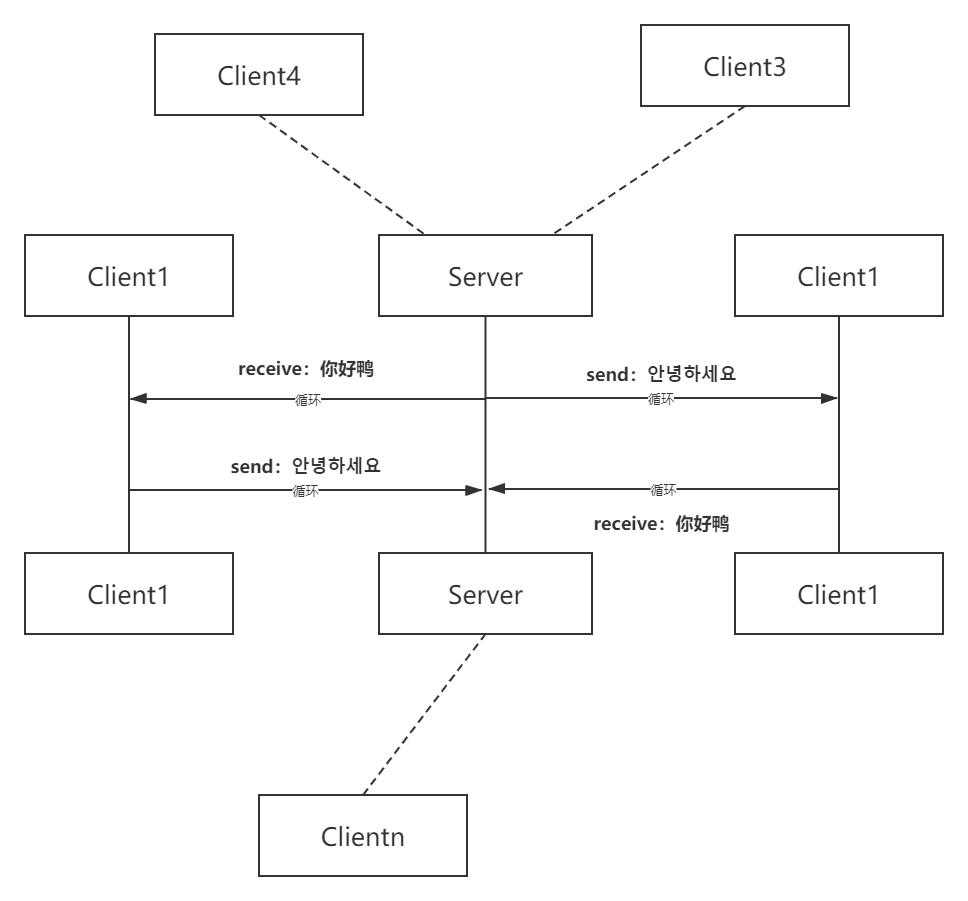 Client4
Client3
Client1
Server
Client1
receive：你好鸭
send：안녕하세요
循环
循环
send：안녕하세요
循环
循环
receive：你好鸭
Client1
Server
Client1
Clientn